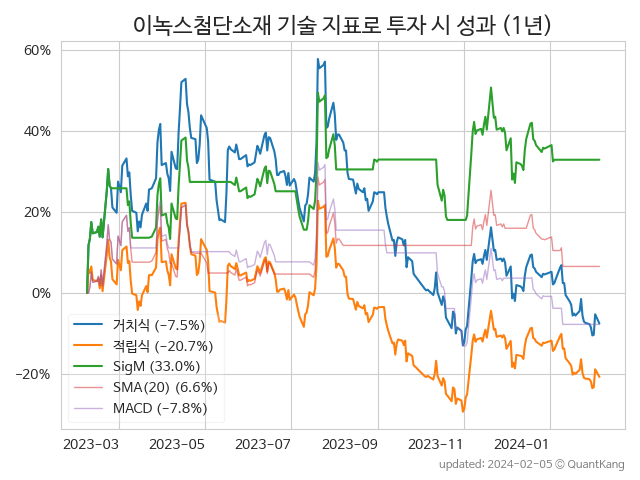 이녹스첨단소재 기술 지표로 투자 시 성과 (1년)
60%
40%
20%
0%
−20%
거치식 (−7.5%)
적립식 (−20.7%)
SigM (33.0%)
SMA(20) (6.6%)
MACD (−7.8%)
2023-03 2023-05 2023-07 2023-09 2023-11 2024-01
updated: 2024-02-05 © QuantKang